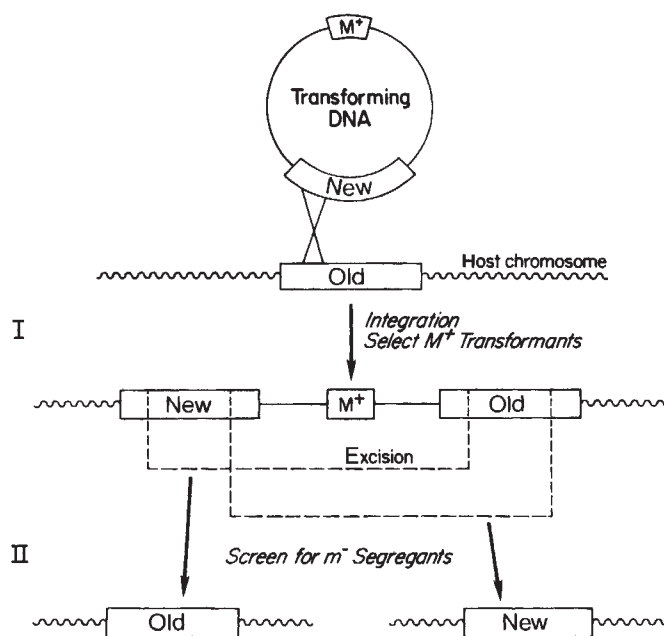 M⁺
Transforming
DNA
New
Old
Host chromosome
I
Integration
Select M⁺ Transformants
New
M⁺
Old
Excision
II
Screen for m⁻ Segregants
Old
New